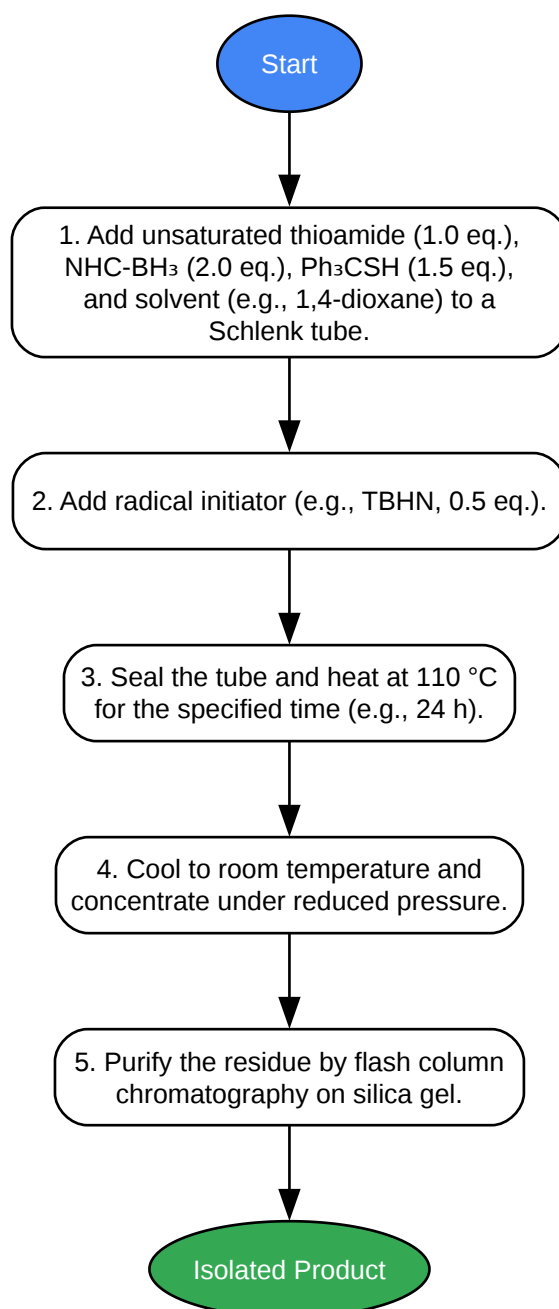 Start
1. Add unsaturated thioamide (1.0 eq.),
NHC-BH₃ (2.0 eq.), Ph₃CSH (1.5 eq.),
and solvent (e.g., 1,4-dioxane) to a
Schlenk tube.
2. Add radical initiator (e.g., TBHN, 0.5 eq.).
3. Seal the tube and heat at 110 °C
for the specified time (e.g., 24 h).
4. Cool to room temperature and
concentrate under reduced pressure.
5. Purify the residue by flash column
chromatography on silica gel.
Isolated Product